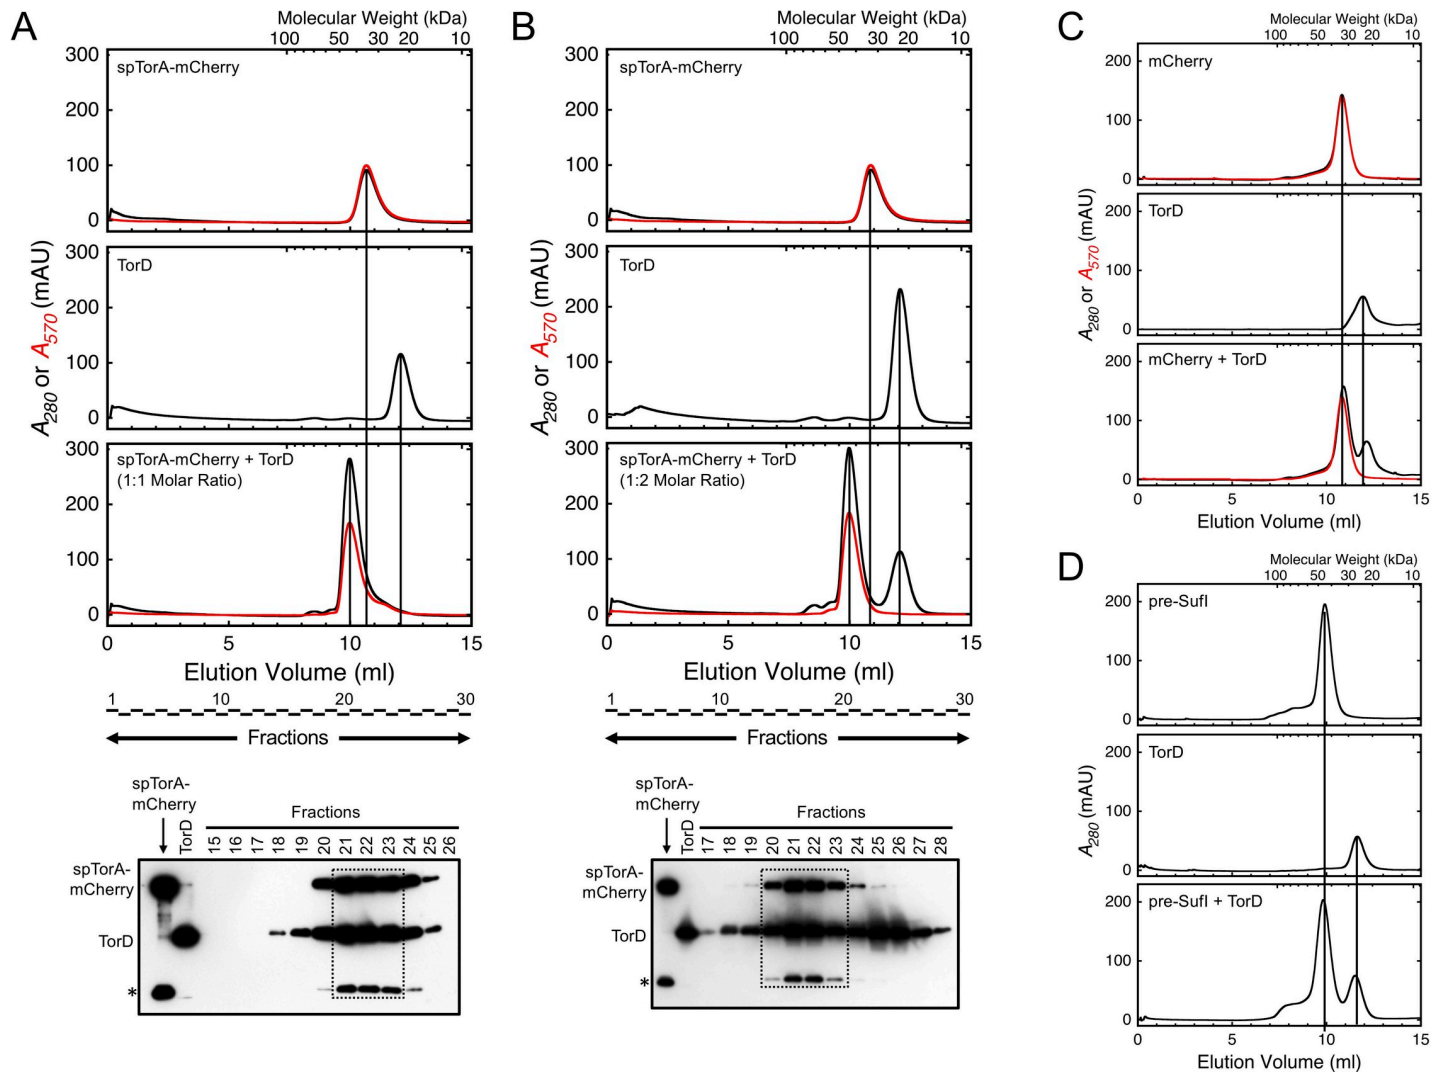 A
Molecular Weight (kDa)
100 50 30 20 10
spTorA-mCherry
300
200
100
0
TorD
300
200
100
0
spTorA-mCherry + TorD
(1:1 Molar Ratio)
300
200
100
0
A280 or A570 (mAU)
0 5 10 15
Elution Volume (ml)
1 10 20 30
Fractions
spTorA-
mCherry
TorD
Fractions
15 16 17 18 19 20 21 22 23 24 25 26
spTorA-
mCherry
TorD
*
B
Molecular Weight (kDa)
100 50 30 20 10
spTorA-mCherry
300
200
100
0
TorD
300
200
100
0
spTorA-mCherry + TorD
(1:2 Molar Ratio)
300
200
100
0
A280 or A570 (mAU)
0 5 10 15
Elution Volume (ml)
1 10 20 30
Fractions
spTorA-
mCherry
TorD
Fractions
17 18 19 20 21 22 23 24 25 26 27 28
spTorA-
mCherry
TorD
*
C
Molecular Weight (kDa)
100 50 30 20 10
mCherry
200
100
0
TorD
200
100
0
mCherry + TorD
200
100
0
A280 or A570 (mAU)
0 5 10 15
Elution Volume (ml)
D
Molecular Weight (kDa)
100 50 30 20 10
pre-SufI
200
100
0
TorD
200
100
0
pre-SufI + TorD
200
100
0
A280 (mAU)
0 5 10 15
Elution Volume (ml)